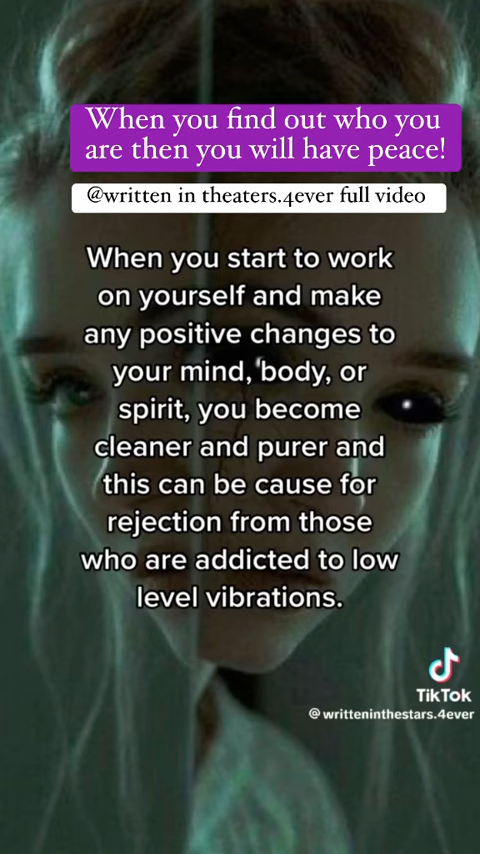 When you find out who you
are then you will have peace!
@written in theaters.4ever full video
When you start to work
on yourself and make
any positive changes to
your mind, body, or
spirit, you become
cleaner and purer and
this can be cause for
rejection from those
who are addicted to low
level vibrations.
TikTok
@writteninthestars.4ever